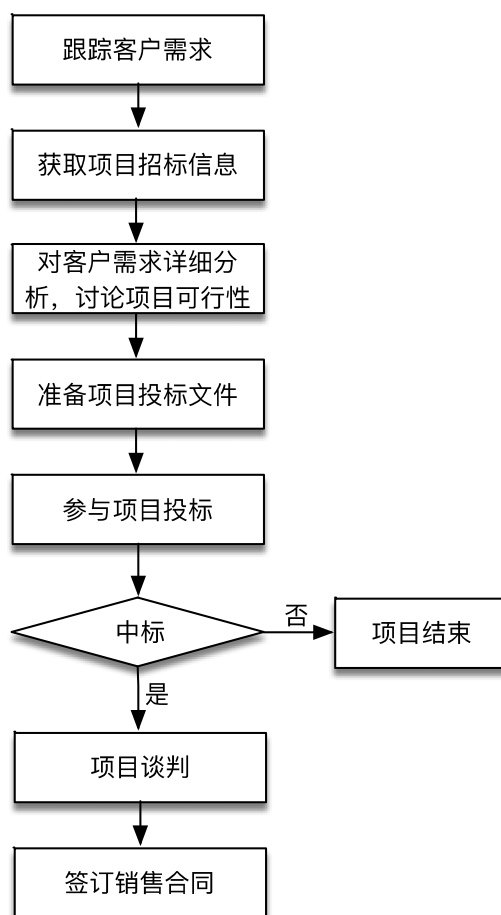 跟踪客户需求
获取项目招标信息
对客户需求详细分
析，讨论项目可行性
准备项目投标文件
参与项目投标
中标
否
项目结束
是
项目谈判
签订销售合同